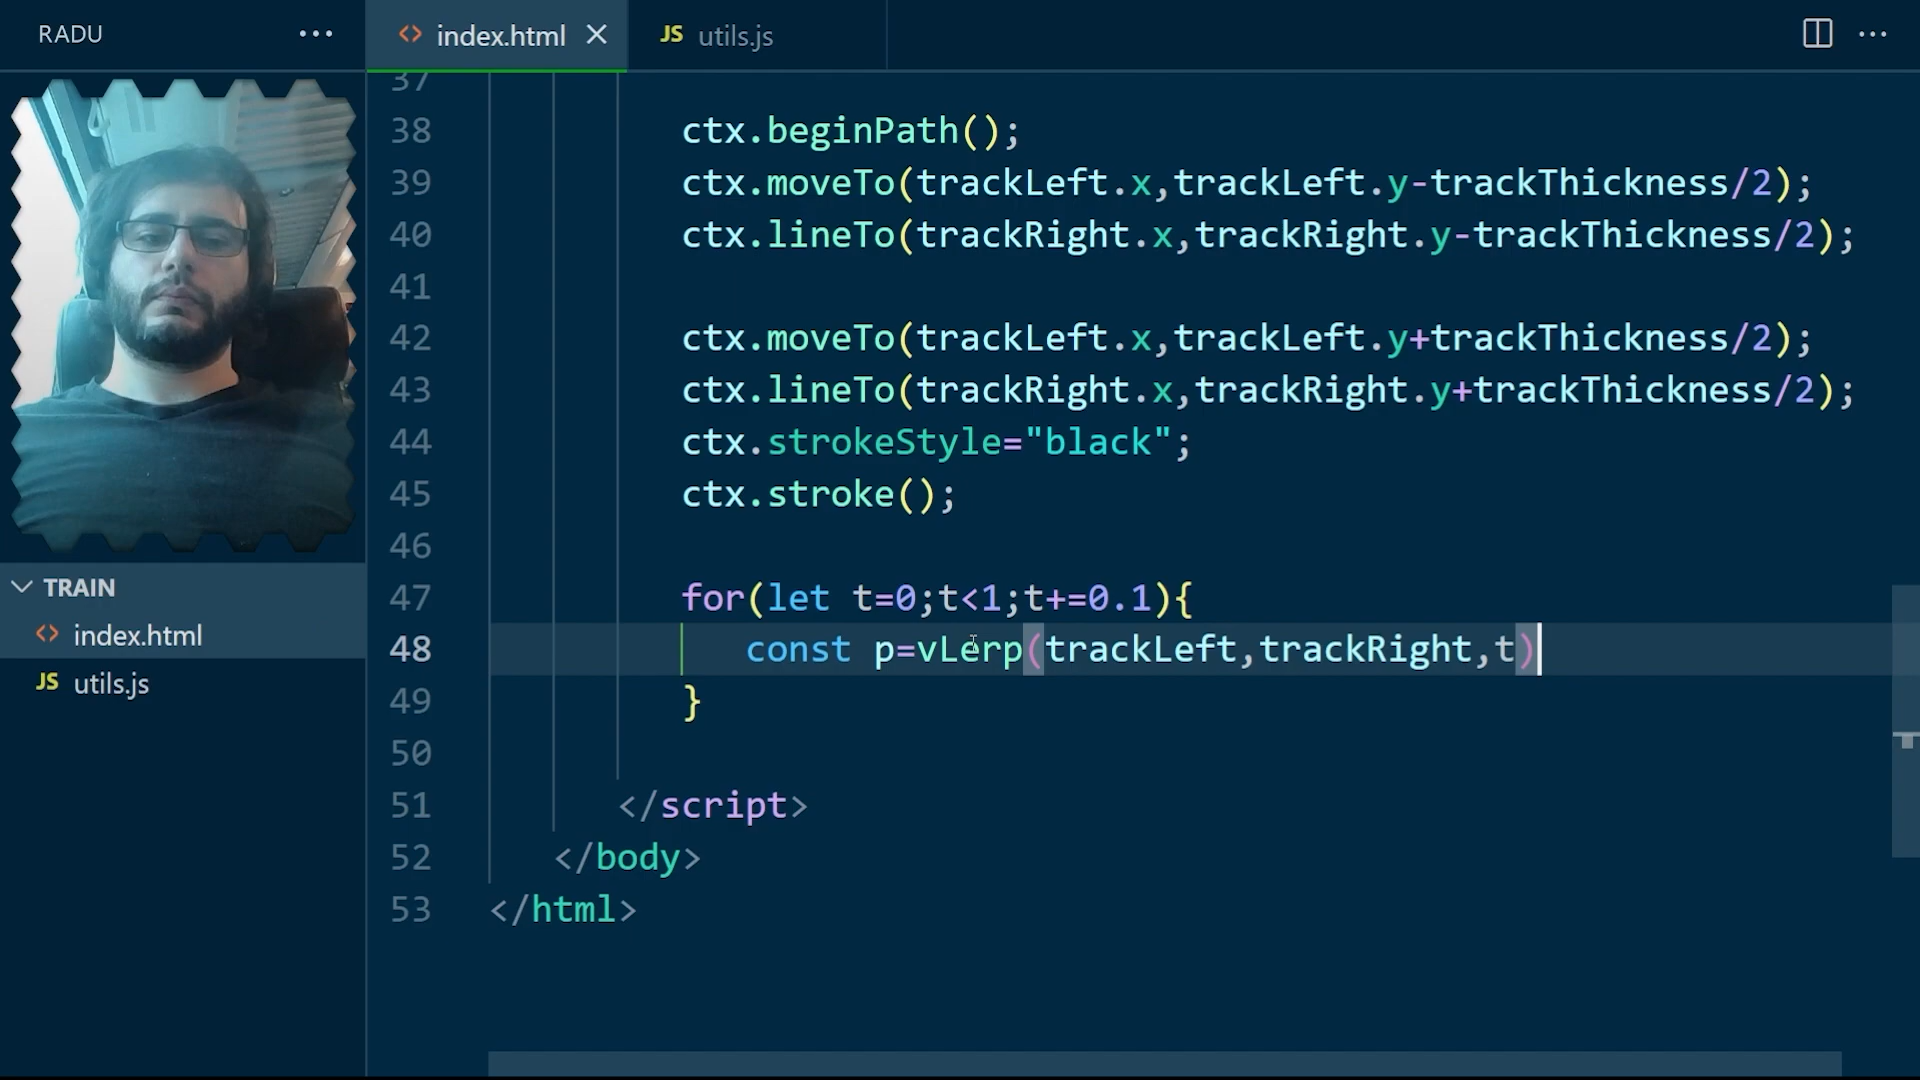 RADU
index.html
JS utils.js
37
38 ctx.beginPath();
39 ctx.moveTo(trackLeft.x,trackLeft.y-trackThickness/2);
40 ctx.lineTo(trackRight.x,trackRight.y-trackThickness/2);
41
42 ctx.moveTo(trackLeft.x,trackLeft.y+trackThickness/2);
43 ctx.lineTo(trackRight.x,trackRight.y+trackThickness/2);
44 ctx.strokeStyle="black";
45 ctx.stroke();
46
47 for(let t=0;t<1;t+=0.1){
48 const p=vLerp(trackLeft,trackRight,t)
49 }
50
51 </script>
52 </body>
53 </html>
TRAIN
index.html
JS utils.js